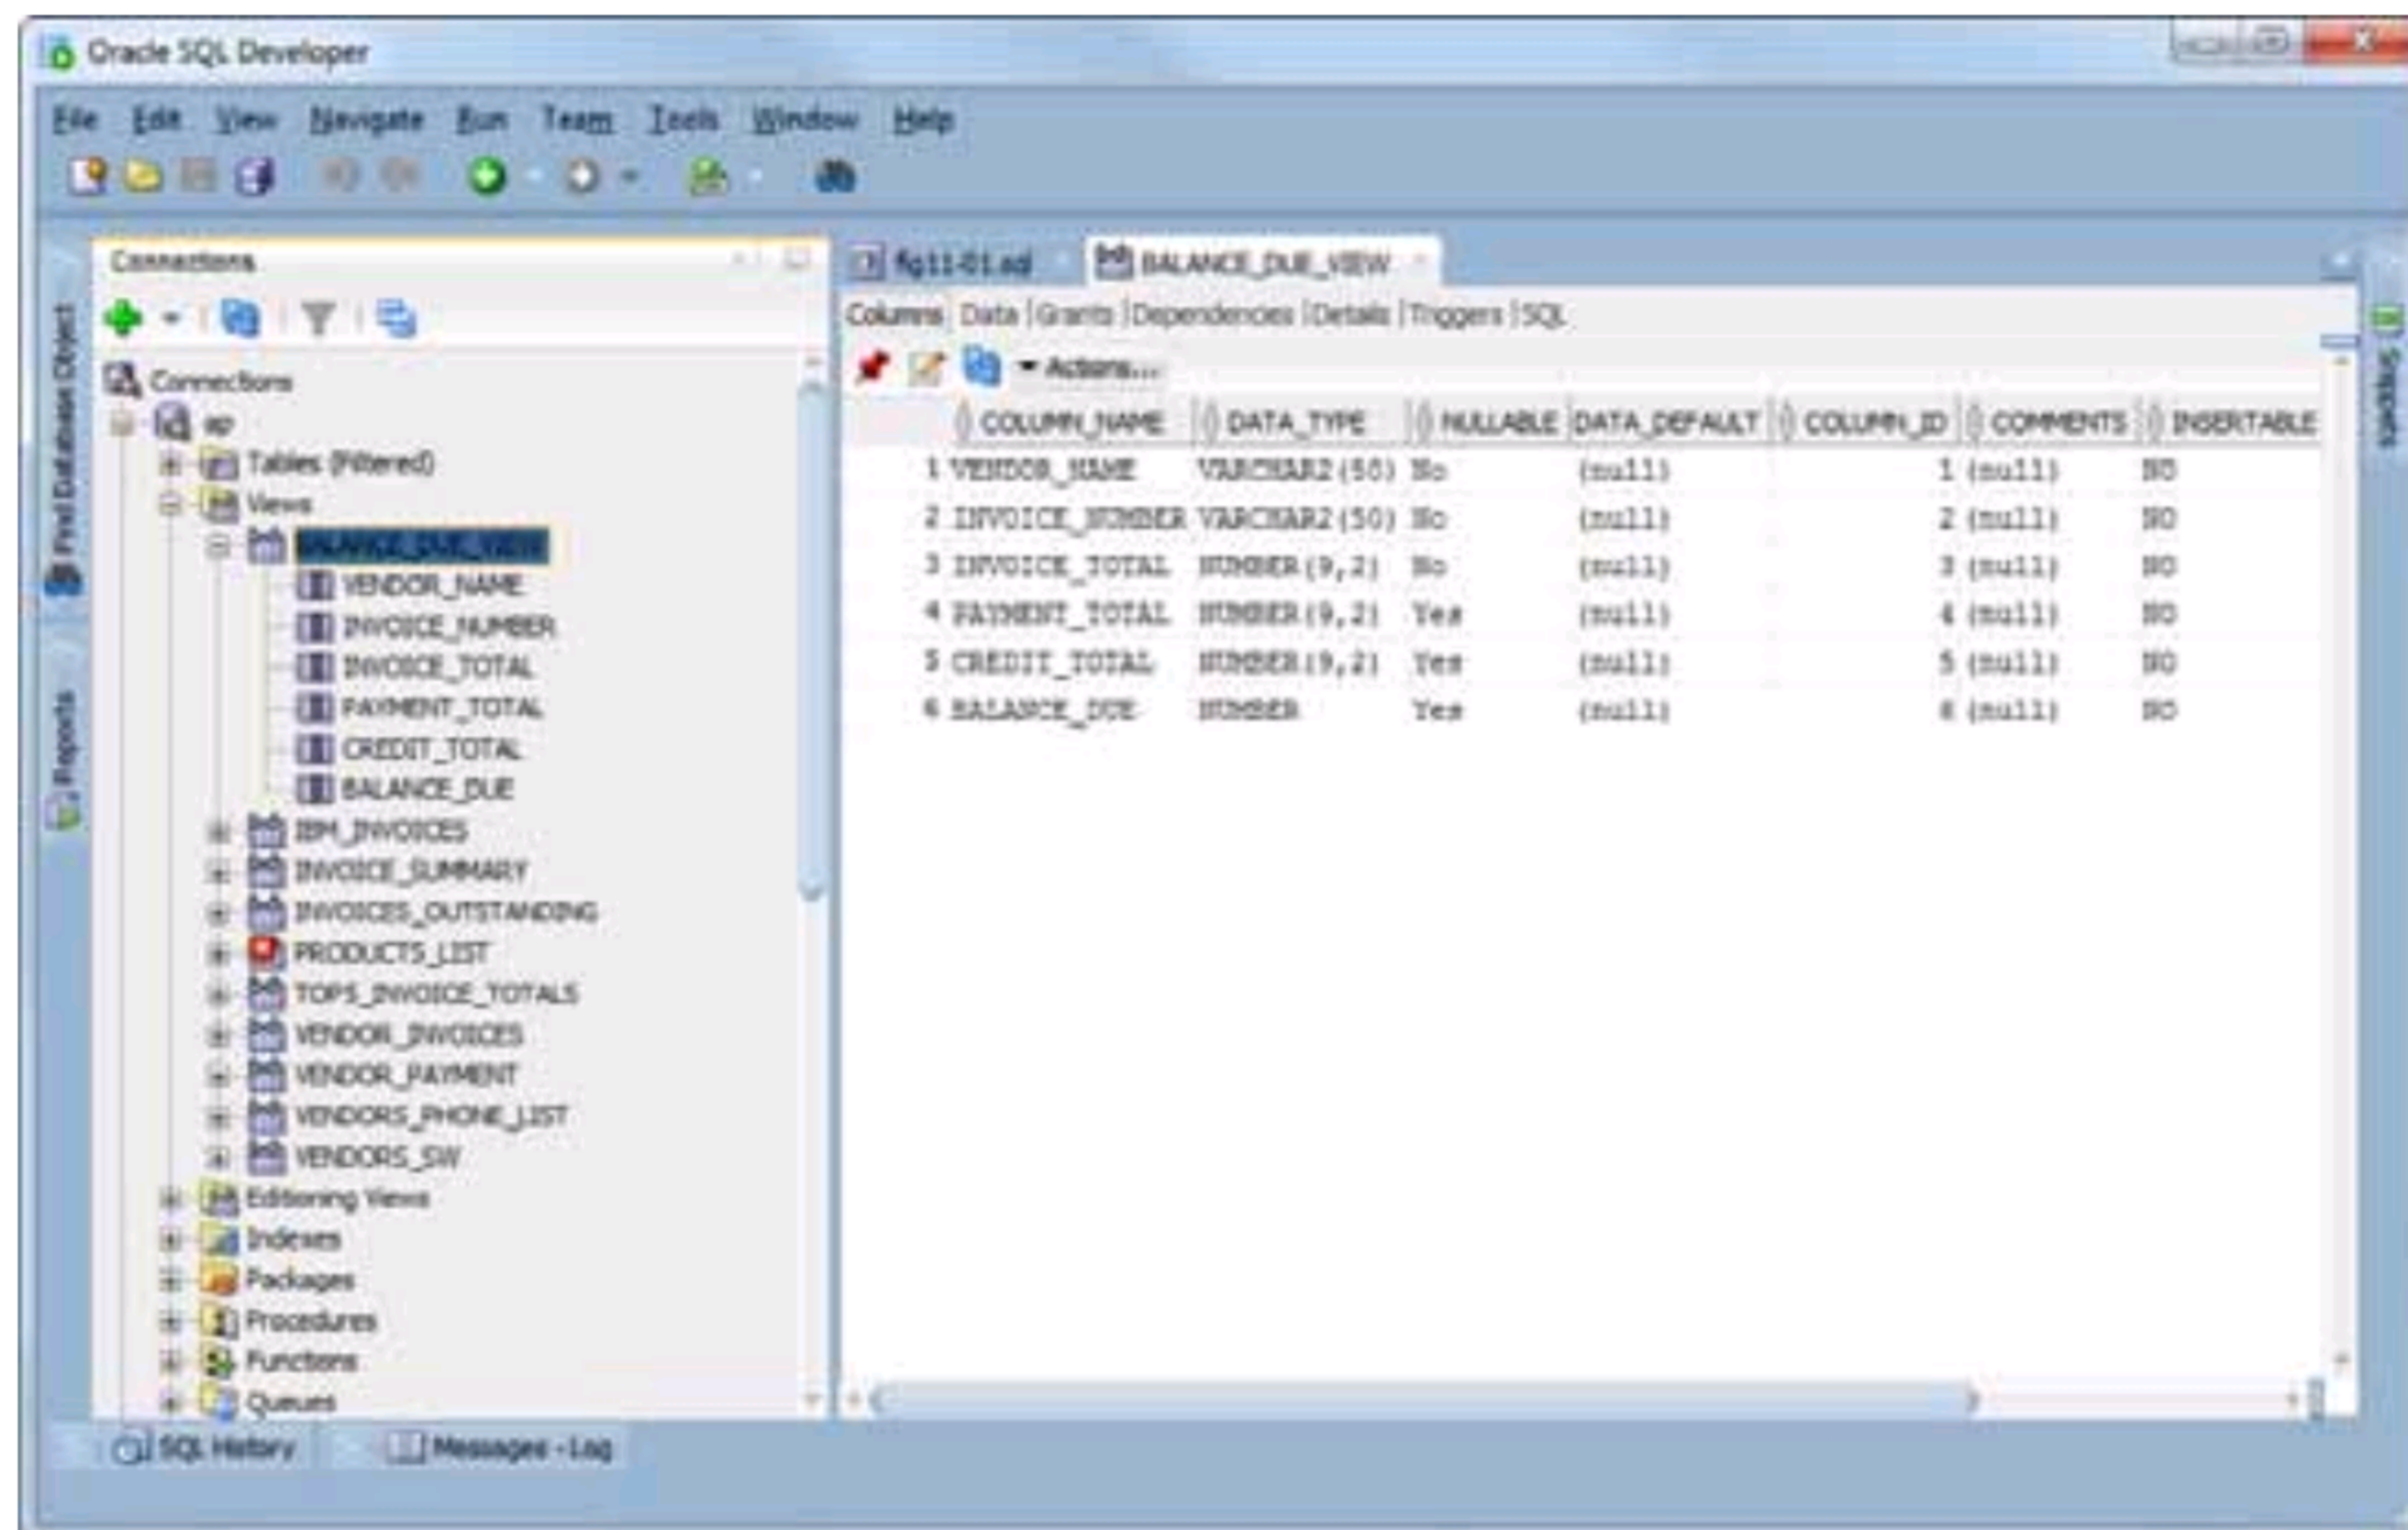 Oracle SQL Developer
File Edit View Navigate Run Team Tools Window Help
Find Database Object
Reports
Connections
Connections
ap
Tables (Filtered)
Views
BALANCE_DUE_VIEW
VENDOR_NAME
INVOICE_NUMBER
INVOICE_TOTAL
PAYMENT_TOTAL
CREDIT_TOTAL
BALANCE_DUE
IBM_INVOICES
INVOICE_SUMMARY
INVOICES_OUTSTANDING
PRODUCTS_LIST
TOP5_INVOICE_TOTALS
VENDOR_INVOICES
VENDOR_PAYMENT
VENDORS_PHONE_LIST
VENDORS_SW
Editioning Views
Indexes
Packages
Procedures
Functions
Queues
fig11-01.sql BALANCE_DUE_VIEW
Columns Data |Grants |Dependencies |Details |Triggers |SQL
Actions...
COLUMN_NAME DATA_TYPE NULLABLE DATA_DEFAULT COLUMN_ID COMMENTS INSERTABLE
1 VENDOR_NAME VARCHAR2(50) No (null) 1 (null) NO
2 INVOICE_NUMBER VARCHAR2(50) No (null) 2 (null) NO
3 INVOICE_TOTAL NUMBER(9,2) No (null) 3 (null) NO
4 PAYMENT_TOTAL NUMBER(9,2) Yes (null) 4 (null) NO
5 CREDIT_TOTAL NUMBER(9,2) Yes (null) 5 (null) NO
6 BALANCE_DUE NUMBER Yes (null) 6 (null) NO
Snippets
SQL History Messages - Log